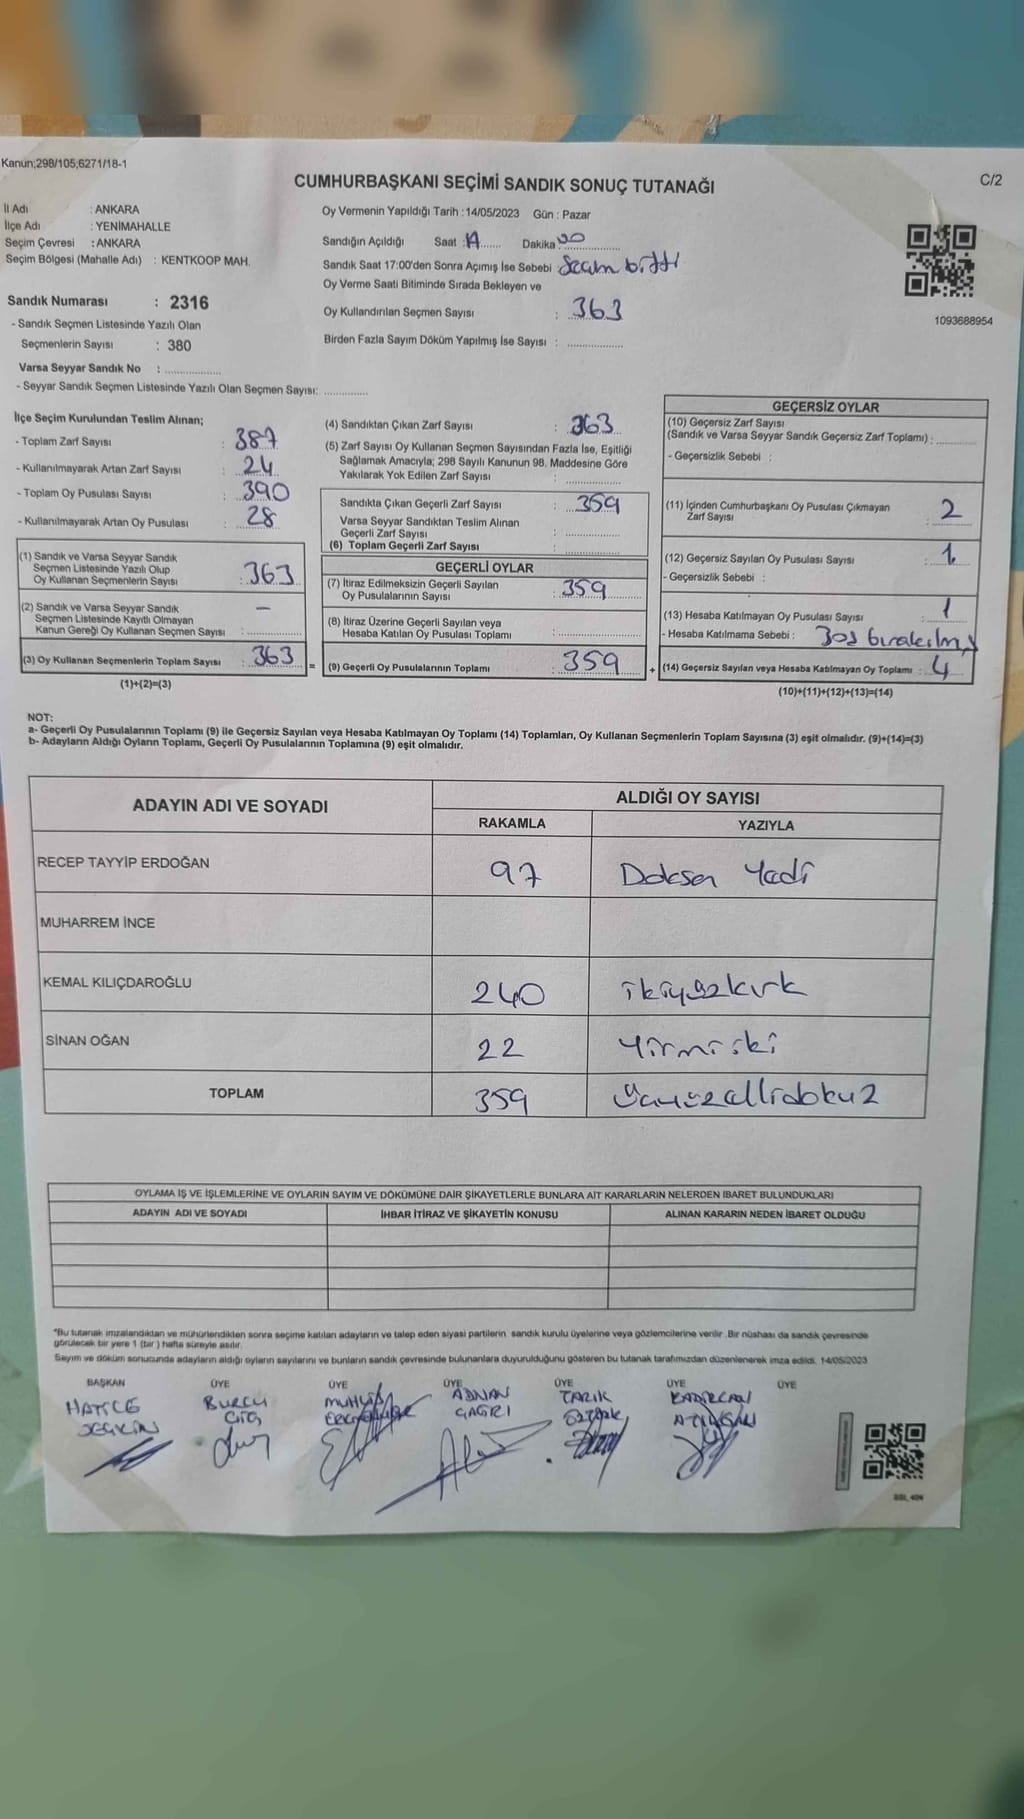 Kanun;298/105;6271/18-1
CUMHURBAŞKANI SEÇİMİ SANDIK SONUÇ TUTANAĞI
C/2
İl Adı : ANKARA
İlçe Adı : YENİMAHALLE
Seçim Çevresi : ANKARA
Seçim Bölgesi (Mahalle Adı) : KENTKOOP MAH.
Sandık Numarası : 2316
- Sandık Seçmen Listesinde Yazılı Olan
Seçmenlerin Sayısı : 380
Varsa Seyyar Sandık No : ..................
- Seyyar Sandık Seçmen Listesinde Yazılı Olan Seçmen Sayısı: ..............
Oy Vermenin Yapıldığı Tarih : 14/05/2023 Gün : Pazar
Sandığın Açıldığı Saat : Dakika :
Sandık Saat 17:00'den Sonra Açımış İse Sebebi Seçim bitti
Oy Verme Saati Bitiminde Sırada Bekleyen ve
Oy Kullandırılan Seçmen Sayısı : 363
Birden Fazla Sayım Döküm Yapılmış İse Sayısı : ..................
1093688954
İlçe Seçim Kurulundan Teslim Alınan;
- Toplam Zarf Sayısı : 387
- Kullanılmayarak Artan Zarf Sayısı : 24
- Toplam Oy Pusulası Sayısı : 390
- Kullanılmayarak Artan Oy Pusulası : 28
(1) Sandık ve Varsa Seyyar Sandık
Seçmen Listesinde Yazılı Olup
Oy Kullanan Seçmenlerin Sayısı : 363
(2) Sandık ve Varsa Seyyar Sandık
Seçmen Listesinde Kayıtlı Olmayan
Kanun Gereği Oy Kullanan Seçmen Sayısı : –
(3) Oy Kullanan Seçmenlerin Toplam Sayısı : 363
(1)+(2)=(3)
(4) Sandıktan Çıkan Zarf Sayısı : 363
(5) Zarf Sayısı Oy Kullanan Seçmen Sayısından Fazla İse, Eşitliği
Sağlamak Amacıyla; 298 Sayılı Kanunun 98. Maddesine Göre
Yakılarak Yok Edilen Zarf Sayısı : ..................
Sandıkta Çıkan Geçerli Zarf Sayısı : 359
Varsa Seyyar Sandıktan Teslim Alınan
Geçerli Zarf Sayısı : ..................
(6) Toplam Geçerli Zarf Sayısı : ..................
GEÇERLİ OYLAR
(7) İtiraz Edilmeksizin Geçerli Sayılan
Oy Pusulalarının Sayısı : 359
(8) İtiraz Üzerine Geçerli Sayılan veya
Hesaba Katılan Oy Pusulası Toplamı : ..................
= (9) Geçerli Oy Pusulalarının Toplamı : 359 +
GEÇERSİZ OYLAR
(10) Geçersiz Zarf Sayısı
(Sandık ve Varsa Seyyar Sandık Geçersiz Zarf Toplamı) : ............
- Geçersizlik Sebebi :
(11) İçinden Cumhurbaşkanı Oy Pusulası Çıkmayan
Zarf Sayısı : 2
(12) Geçersiz Sayılan Oy Pusulası Sayısı : 1
- Geçersizlik Sebebi :
(13) Hesaba Katılmayan Oy Pusulası Sayısı : 1
- Hesaba Katılmama Sebebi : Boş bırakılmış
(14) Geçersiz Sayılan veya Hesaba Katılmayan Oy Toplamı : 4
(10)+(11)+(12)+(13)=(14)
NOT:
a- Geçerli Oy Pusulalarının Toplamı (9) ile Geçersiz Sayılan veya Hesaba Katılmayan Oy Toplamı (14) Toplamları, Oy Kullanan Seçmenlerin Toplam Sayısına (3) eşit olmalıdır. (9)+(14)=(3)
b- Adayların Aldığı Oyların Toplamı, Geçerli Oy Pusulalarının Toplamına (9) eşit olmalıdır.
ADAYIN ADI VE SOYADI ALDIĞI OY SAYISI
RAKAMLA YAZIYLA
RECEP TAYYİP ERDOĞAN 97 Doksan Yedi
MUHARREM İNCE
KEMAL KILIÇDAROĞLU 240 ikiyüzkırk
SİNAN OĞAN 22 Yirmi iki
TOPLAM 359 Üçyüzellidokuz
OYLAMA İŞ VE İŞLEMLERİNE VE OYLARIN SAYIM VE DÖKÜMÜNE DAİR ŞİKAYETLERLE BUNLARA AİT KARARLARIN NELERDEN İBARET BULUNDUKLARI
ADAYIN ADI VE SOYADI İHBAR İTİRAZ VE ŞİKAYETİN KONUSU ALINAN KARARIN NEDEN İBARET OLDUĞU
*Bu tutanak imzalandıktan ve mühürlendikten sonra seçime katılan adayların ve talep eden siyasi partilerin sandık kurulu üyelerine veya gözlemcilerine verilir .Bir nüshası da sandık çevresinde
görülecek bir yere 1 (bir ) hafta süreyle asılır.
Sayım ve döküm sonucunda adayların aldığı oyların sayılarını ve bunların sandık çevresinde bulunanlara duyurulduğunu gösteren bu tutanak tarafımızdan düzenlenerek imza edildi. 14/05/2023
BAŞKAN ÜYE ÜYE ÜYE ÜYE ÜYE ÜYE
HATİCE BURCU ADNAN TARIK KADİRCAN
SEÇKİN ÇAĞRI